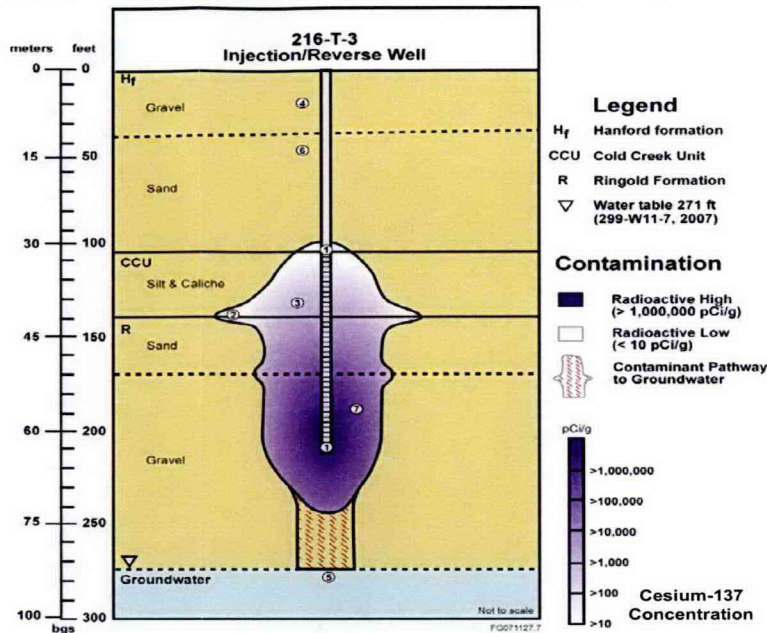 216-T-3
Injection/Reverse Well
meters feet
0 0
Hf
Gravel
4
15 50
6
Sand
30 100
1
CCU
Silt & Caliche
3
2
45 150
R
Sand
7
60 200
1
Gravel
75 250
Groundwater
5
Not to scale
100 300
bgs
FG071127.7
Legend
Hf Hanford formation
CCU Cold Creek Unit
R Ringold Formation
Water table 271 ft
(299-W11-7, 2007)
Contamination
Radioactive High
(> 1,000,000 pCi/g)
Radioactive Low
(< 10 pCi/g)
Contaminant Pathway
to Groundwater
pCi/g
>1,000,000
>100,000
>10,000
>1,000
>100
>10
Cesium-137
Concentration